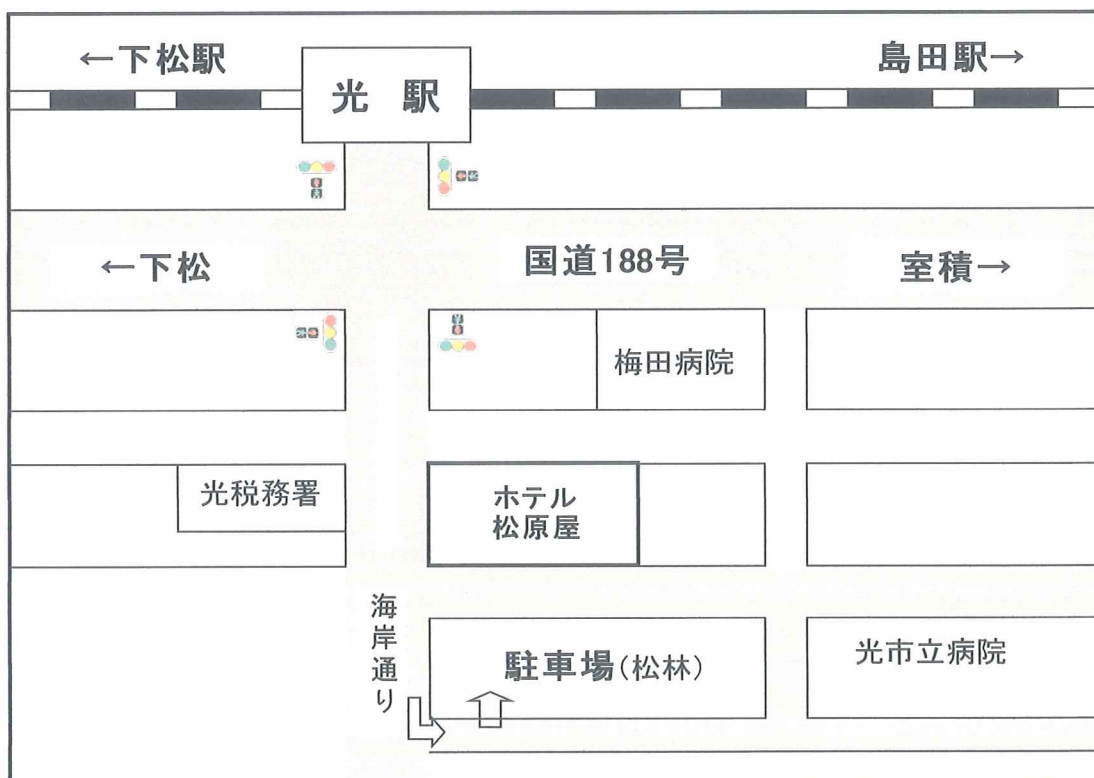 ←下松駅
光 駅
島田駅→
←下松
国道188号
室積→
梅田病院
光税務署
ホテル
松原屋
海岸通り
駐車場(松林)
光市立病院